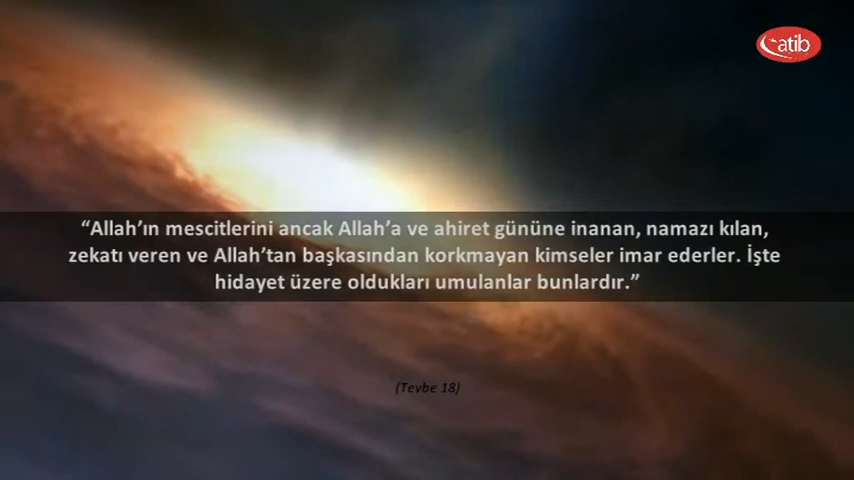 atib
“Allah’ın mescitlerini ancak Allah’a ve ahiret gününe inanan, namazı kılan,
zekatı veren ve Allah’tan başkasından korkmayan kimseler imar ederler. İşte
hidayet üzere oldukları umulanlar bunlardır.”
(Tevbe 18)